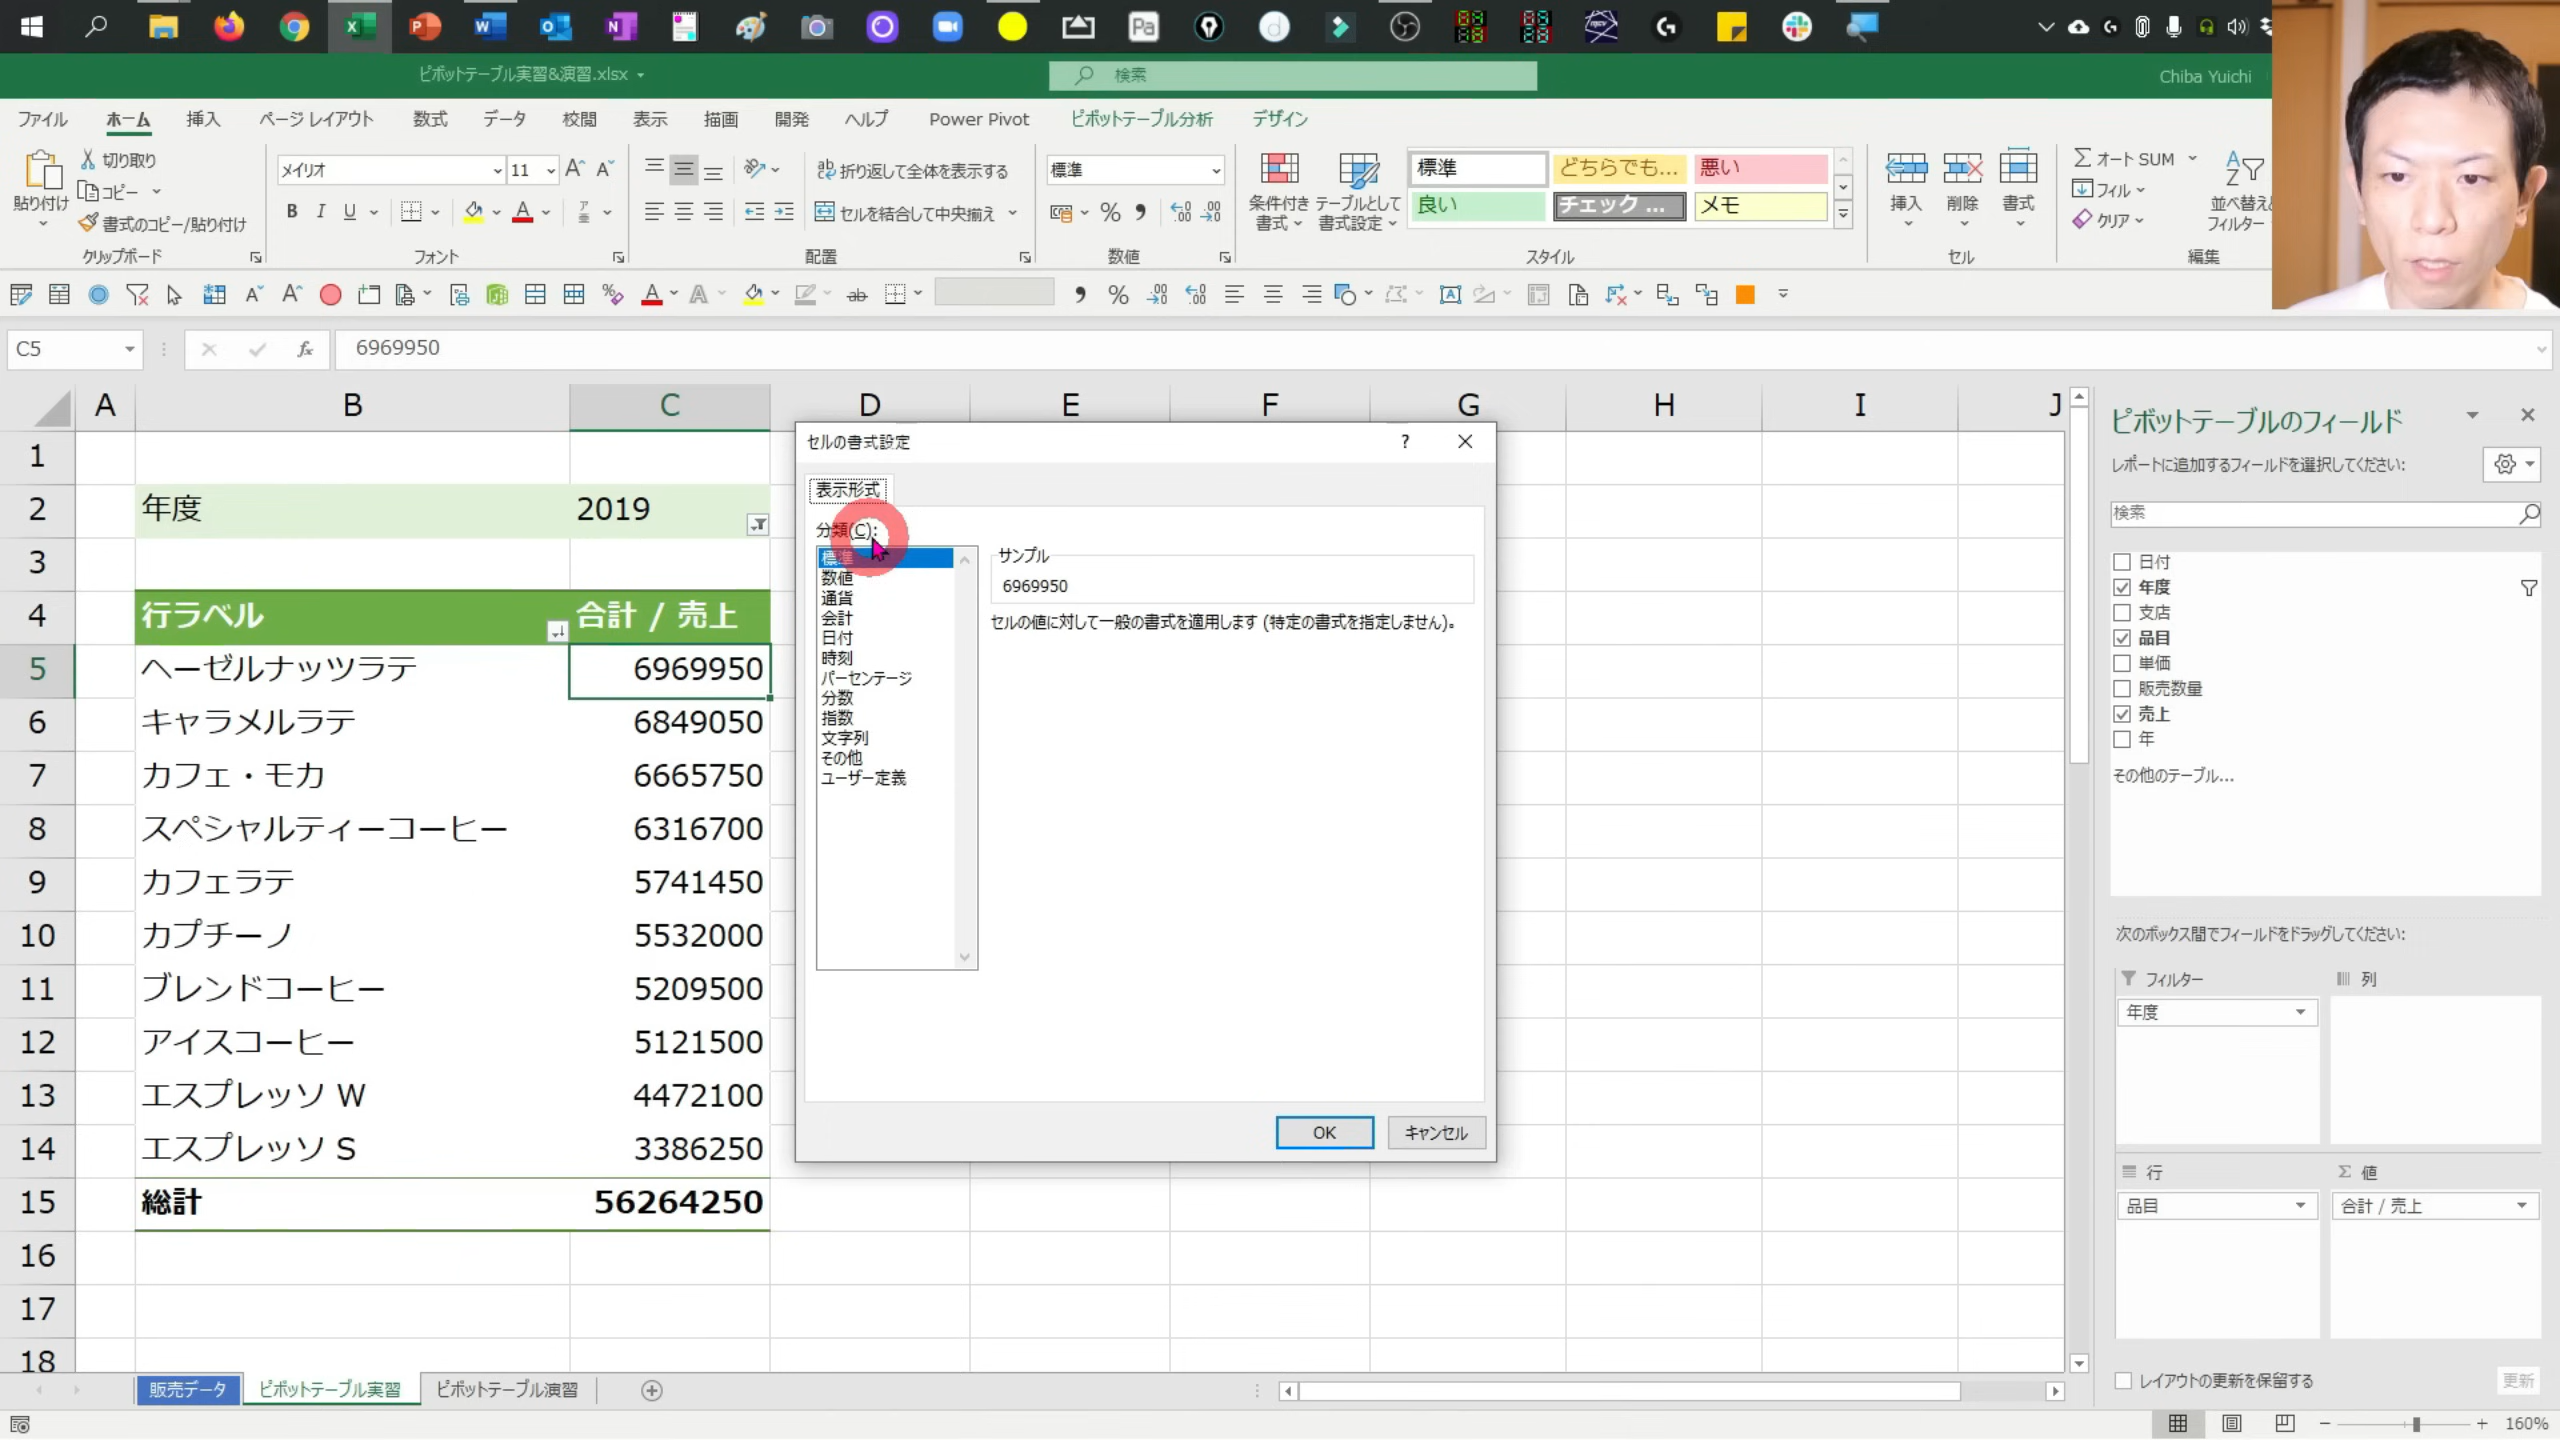 ピボットテーブル実習&演習.xlsx
検索
Chiba Yuichi
ファイル ホーム 挿入 ページ レイアウト 数式 データ 校閲 表示 描画 開発 ヘルプ Power Pivot ピボットテーブル分析 デザイン
貼り付け
切り取り
コピー
書式のコピー/貼り付け
クリップボード
メイリオ 11
B I U
フォント
折り返して全体を表示する
セルを結合して中央揃え
配置
標準
数値
条件付き書式
テーブルとして書式設定
標準 どちらでも... 悪い
良い チェック ... メモ
スタイル
挿入 削除 書式
セル
オート SUM
フィル
クリア
並べ替え
フィルター
編集
C5 6969950
A B C D E F G H I J
1
2 年度 2019
3
4 行ラベル 合計 / 売上
5 ヘーゼルナッツラテ 6969950
6 キャラメルラテ 6849050
7 カフェ・モカ 6665750
8 スペシャルティーコーヒー 6316700
9 カフェラテ 5741450
10 カプチーノ 5532000
11 ブレンドコーヒー 5209500
12 アイスコーヒー 5121500
13 エスプレッソ W 4472100
14 エスプレッソ S 3386250
15 総計 56264250
16
17
18
セルの書式設定
表示形式
分類(C):
標準
数値
通貨
会計
日付
時刻
パーセンテージ
分数
指数
文字列
その他
ユーザー定義
サンプル
6969950
セルの値に対して一般の書式を適用します (特定の書式を指定しません)。
OK キャンセル
ピボットテーブルのフィールド
レポートに追加するフィールドを選択してください:
検索
日付
年度
支店
品目
単価
販売数量
売上
年
その他のテーブル...
次のボックス間でフィールドをドラッグしてください:
フィルター 列
年度
行 値
品目 合計 / 売上
レイアウトの更新を保留する 更新
販売データ ピボットテーブル実習 ピボットテーブル演習
160%